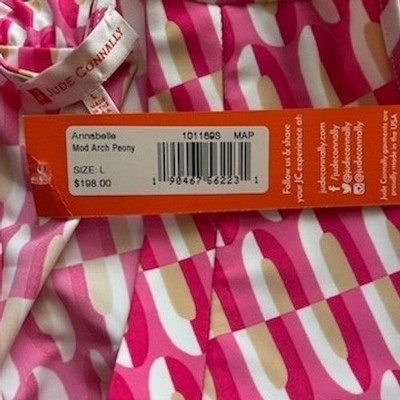 JUDE CONNALLY
L
Annabelle 101169S MAP
Mod Arch Peony
SIZE: L
$198.00
1 90467 56223 1
Follow us & share
your JC experience at:
judeconnally.com
judeconnally
@judeconnally
@judeconnally
Jude Connally garments are
proudly made in the USA